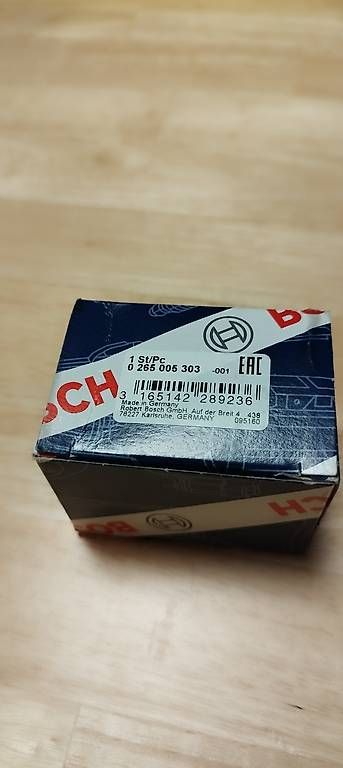 BOSCH
1 St/Pc
0 265 005 303 -001 EAC
3 165142 289236
Made in Germany
Robert Bosch GmbH, Auf der Breit 4 438
76227 Karlsruhe, GERMANY 095160